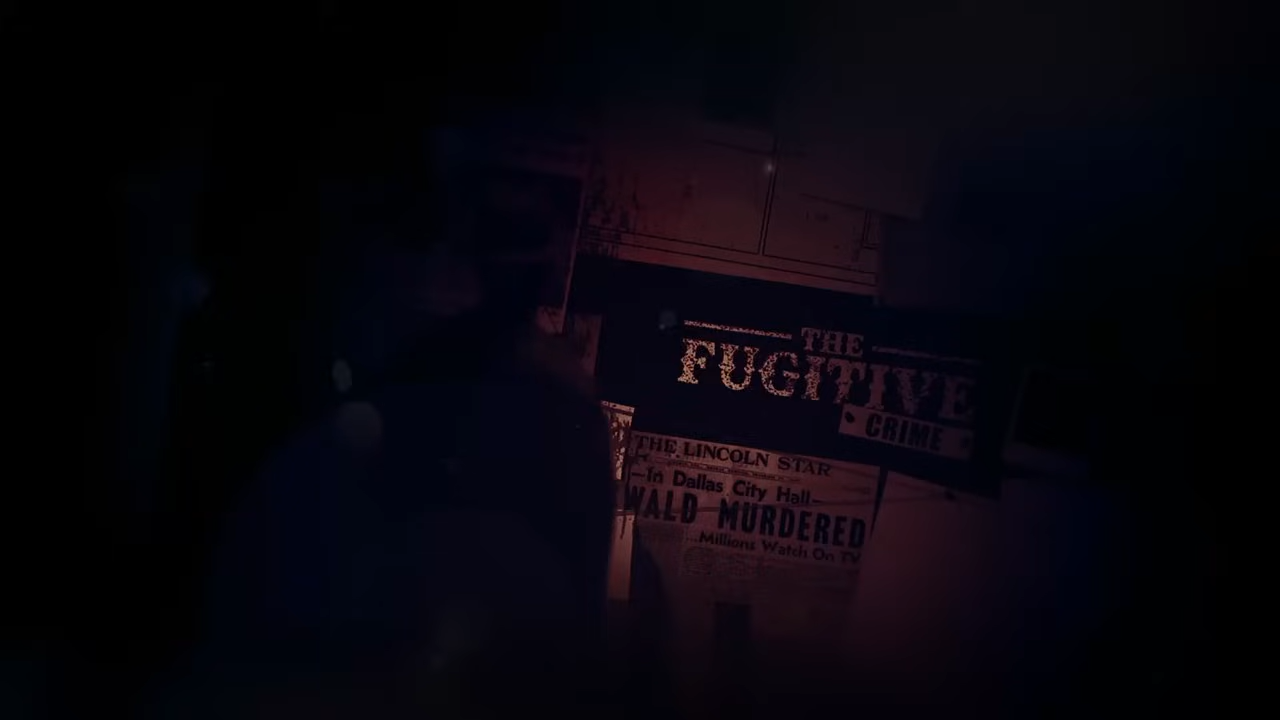 THE
FUGITIVE
CRIME
THE LINCOLN STAR
—In Dallas City Hall—
WALD MURDERED
Millions Watch On TV